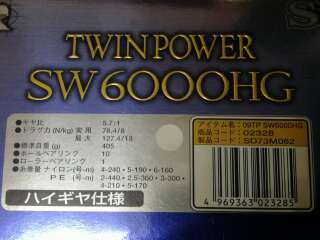 TWINPOWER
SW6000HG
●ギヤ比 5.7:1
●ドラグ力(N/kg) 実用 78.4/8
最大 127.4/13
●標準自重(g) 405
●ボールベアリング 10
●ローラーベアリング 1
●糸巻量 ナイロン(号-m) 4-240・5-190・6-160
PE(号-m) 2-440・2.5-360・3-300・
4-210・5-170
ハイギヤ仕様
アイテム名: 09TP SW6000HG
商品コード: 02328
製品コード: SD73M062
4 969363 023285